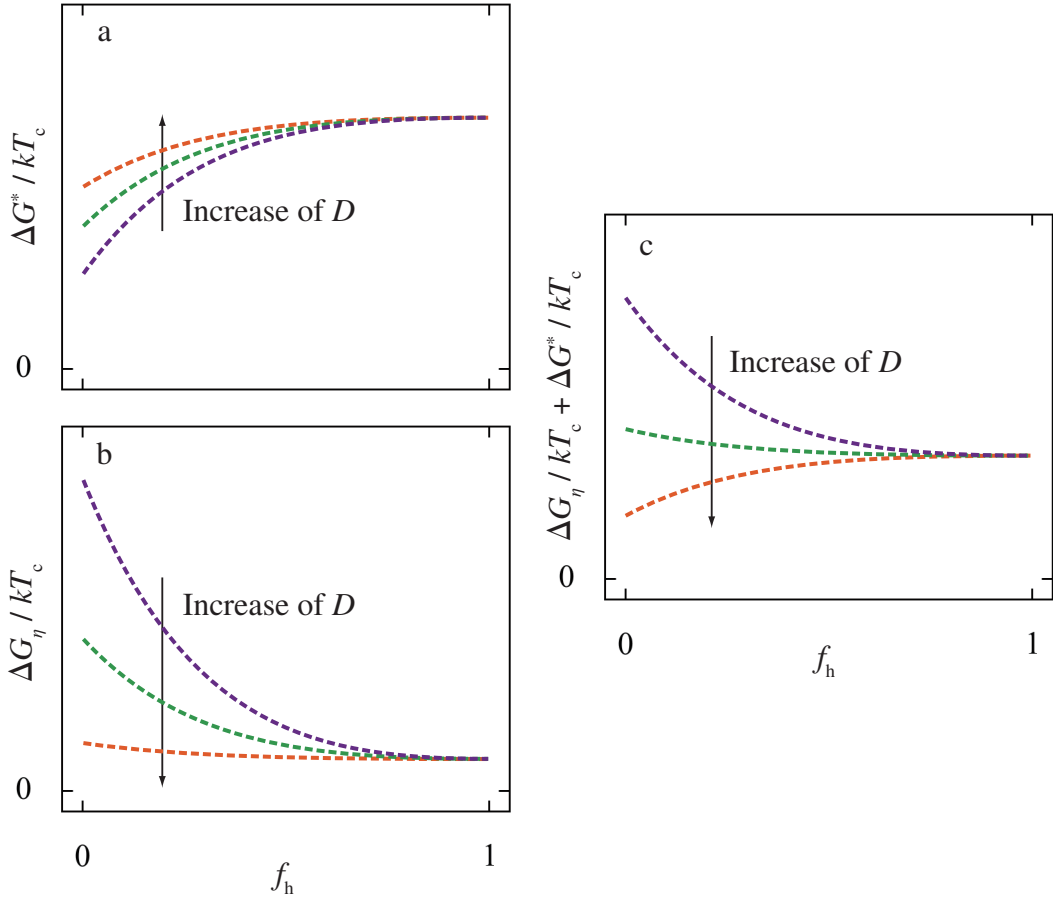 a
ΔG* / kTc
Increase of D
0
b
ΔGη / kTc
Increase of D
0
0
1
fh
c
ΔGη / kTc + ΔG* / kTc
Increase of D
0
0
1
fh